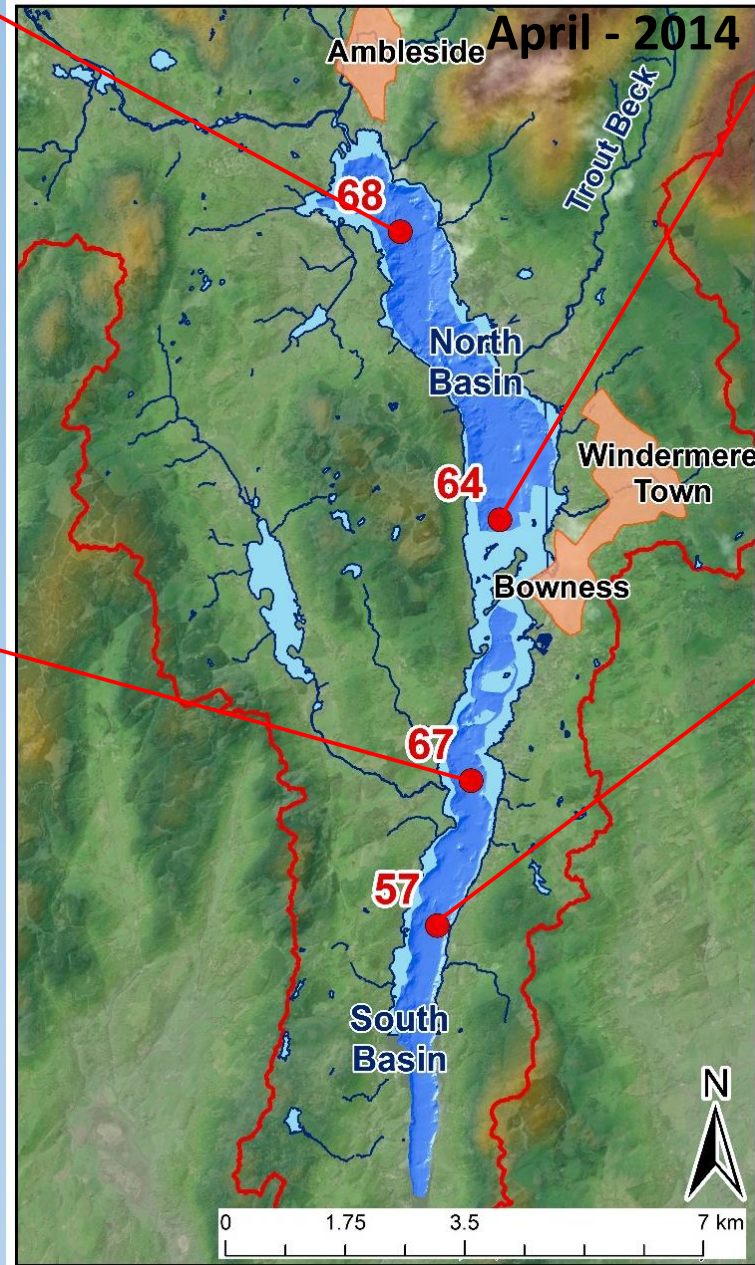 April - 2014
Ambleside
Trout Beck
68
North
Basin
64
Windermere
Town
Bowness
67
57
South
Basin
N
0 1.75 3.5 7 km